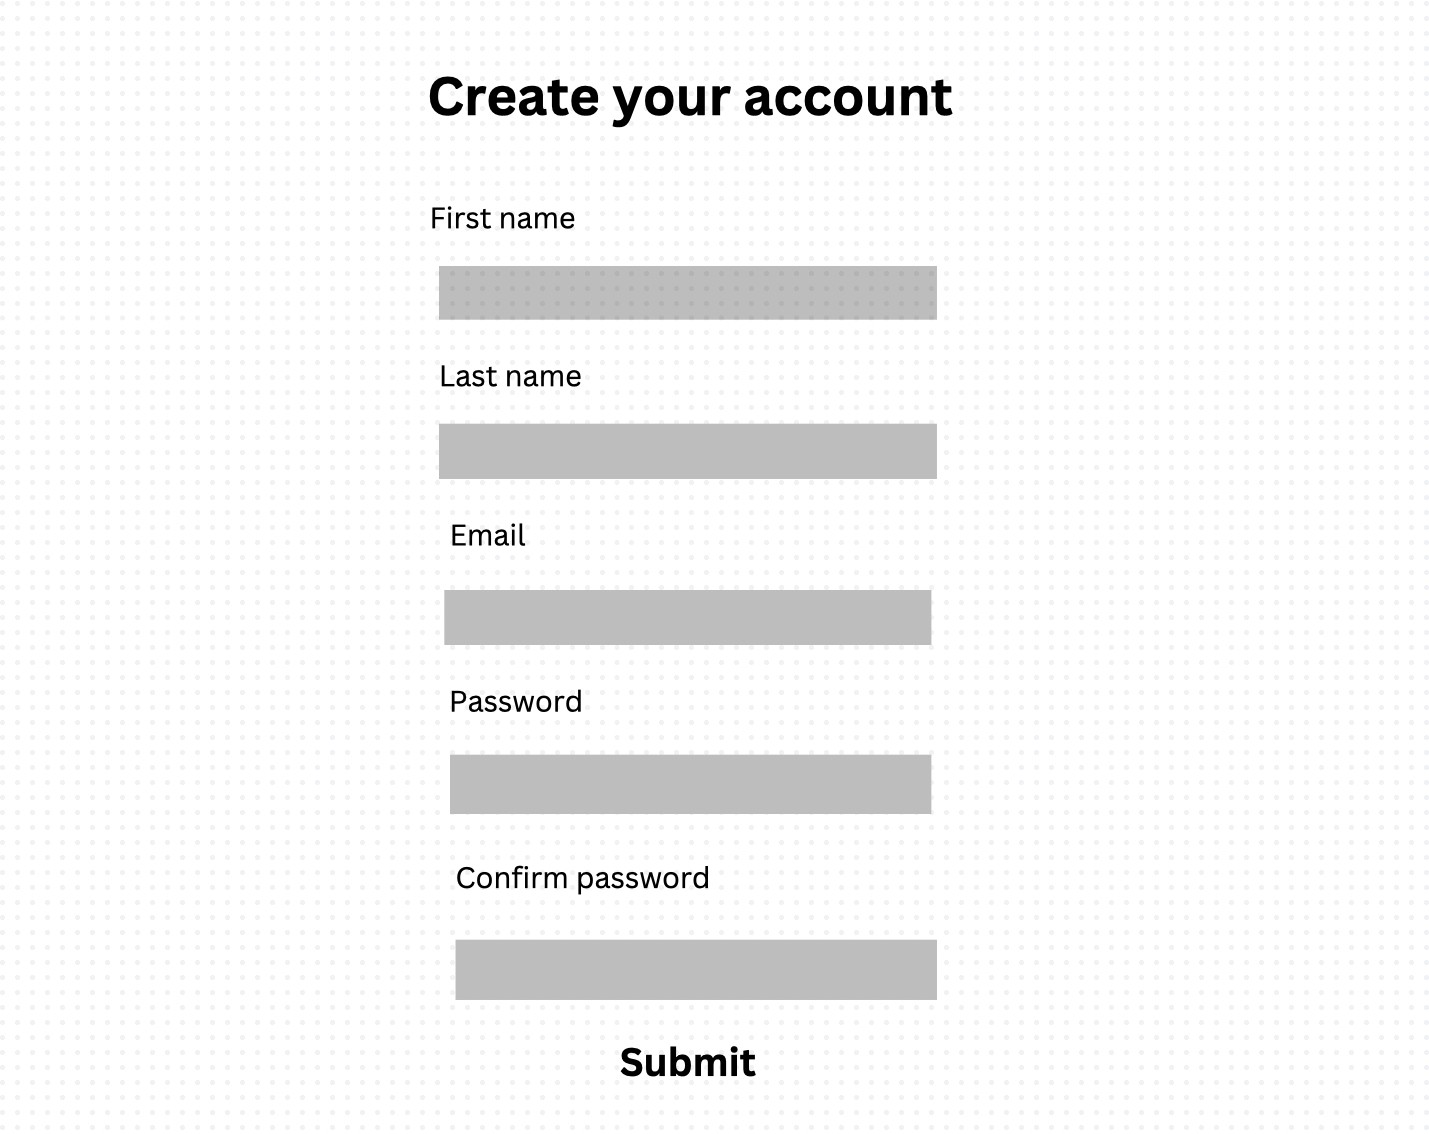 Create your account
First name
Last name
Email
Password
Confirm password
Submit